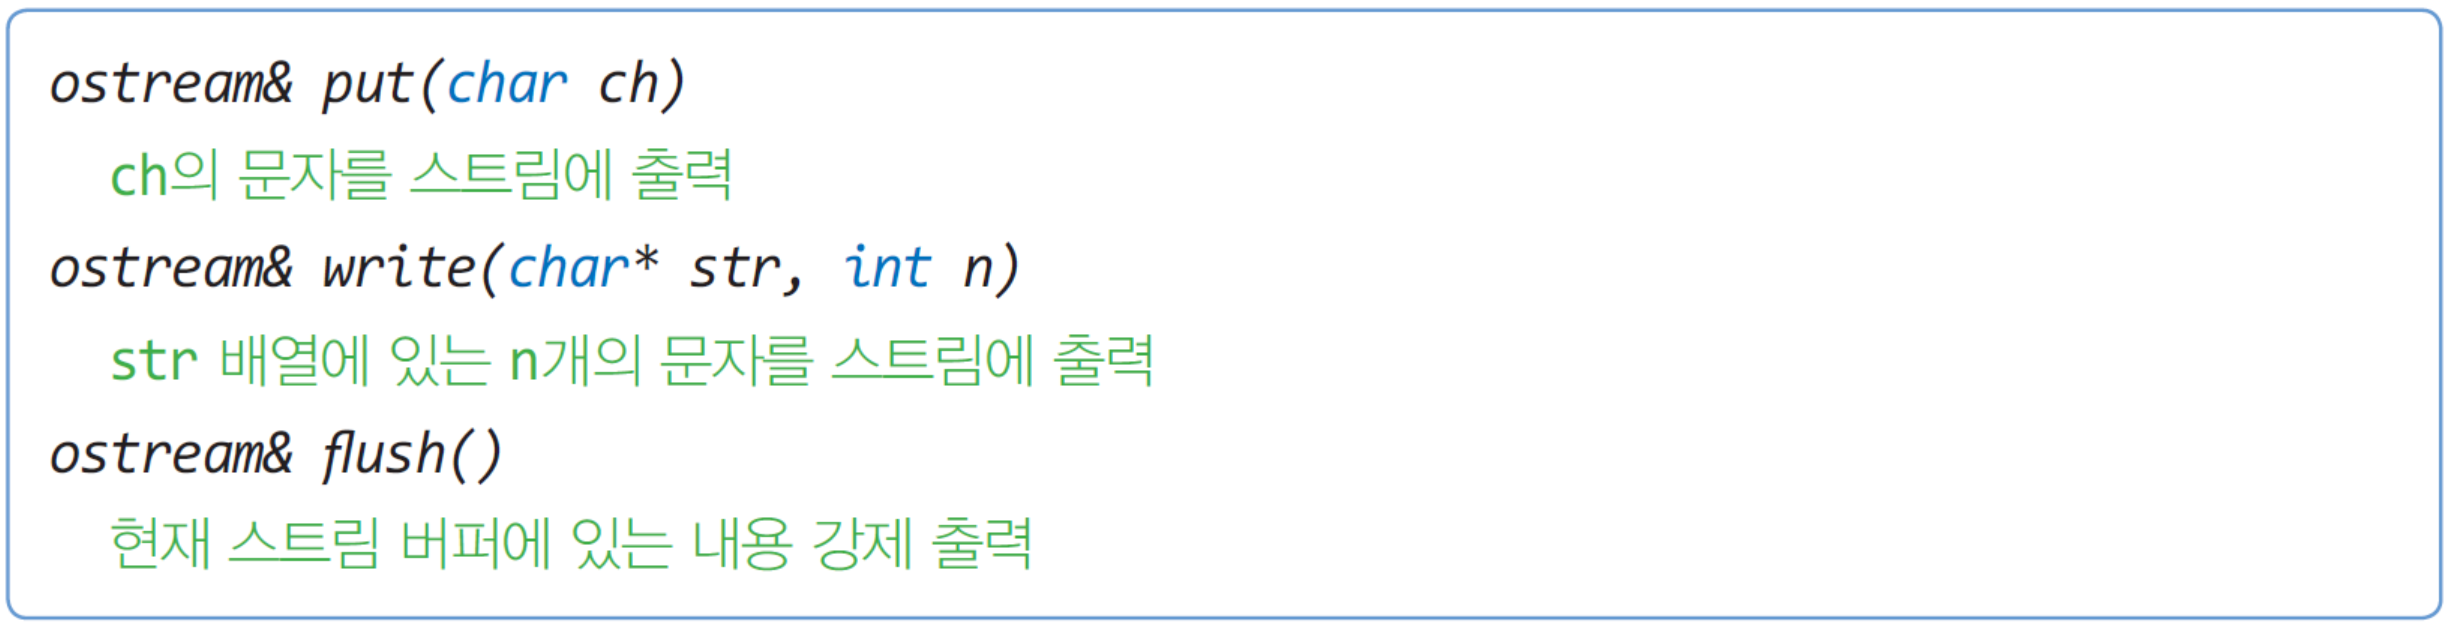 ostream& put(char ch)
ch의 문자를 스트림에 출력
ostream& write(char* str, int n)
str 배열에 있는 n개의 문자를 스트림에 출력
ostream& flush()
현재 스트림 버퍼에 있는 내용 강제 출력